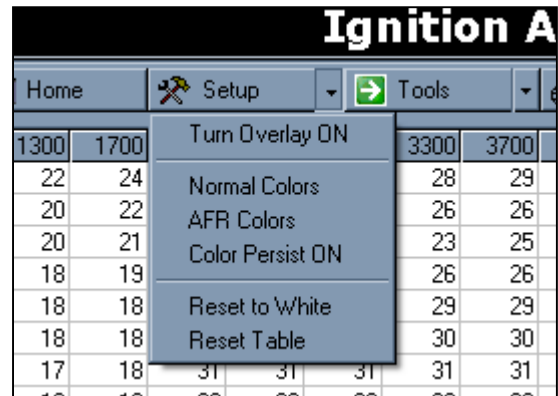 Ignition A
Home Setup Tools
1300 1700 Turn Overlay ON 3300 3700
22 24 Normal Colors 28 29
20 22 AFR Colors 26 26
20 21 Color Persist ON 23 25
18 19 26 26
18 18 Reset to White 29 29
18 18 Reset Table 30 30
17 18 31 31 31 31 31